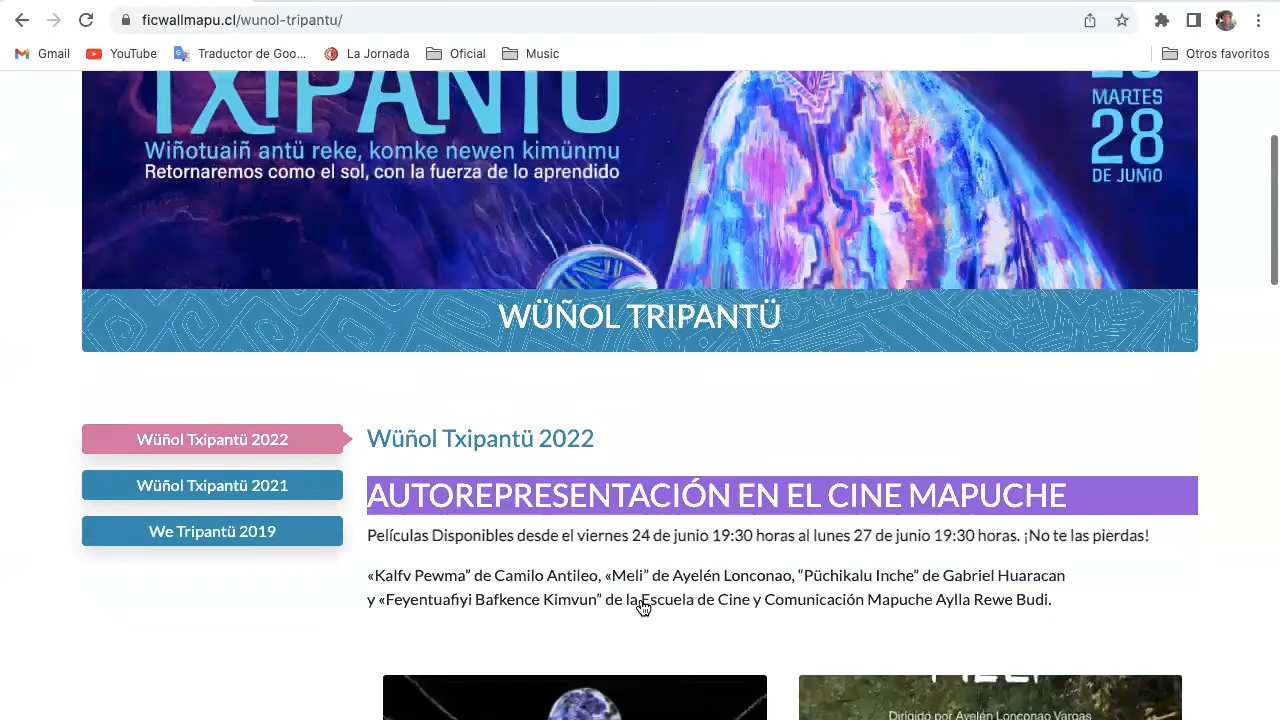 ficwallmapu.cl/wunol-tripantu/
Gmail YouTube Traductor de Goo... La Jornada Oficial Music Otros favoritos
TXIPANTÜ
Wiñotuaiñ antü reke, komke newen kimünmu
Retornaremos como el sol, con la fuerza de lo aprendido
MARTES
28
DE JUNIO
WÜÑOL TRIPANTÜ
Wüñol Txipantü 2022
Wüñol Txipantü 2021
We Tripantü 2019
Wüñol Txipantü 2022
AUTOREPRESENTACIÓN EN EL CINE MAPUCHE
Películas Disponibles desde el viernes 24 de junio 19:30 horas al lunes 27 de junio 19:30 horas. ¡No te las pierdas!
«Kalfv Pewma” de Camilo Antileo, «Meli” de Ayelén Lonconao, “Püchikalu Inche” de Gabriel Huaracan
y «Feyentuafiyi Bafkence Kimvun” de la Escuela de Cine y Comunicación Mapuche Aylla Rewe Budi.
Dirigido por Ayelén Lonconao Vargas